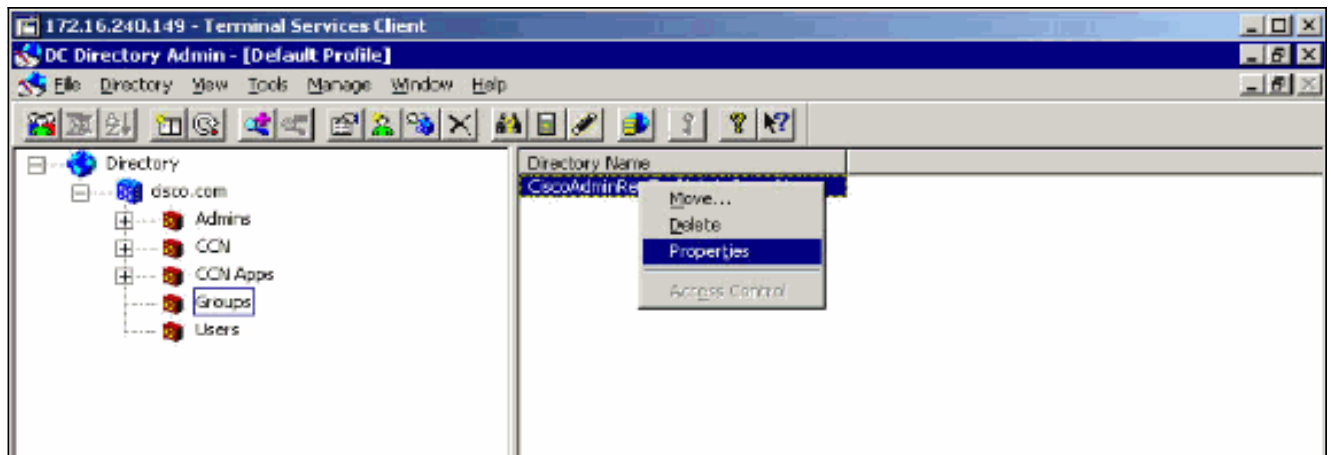 172.16.240.149 - Terminal Services Client
DC Directory Admin - [Default Profile]
File Directory View Tools Manage Window Help
Directory
cisco.com
Admins
CCN
CCN Apps
Groups
Users
Directory Name
Move...
Delete
Properties
Access Control